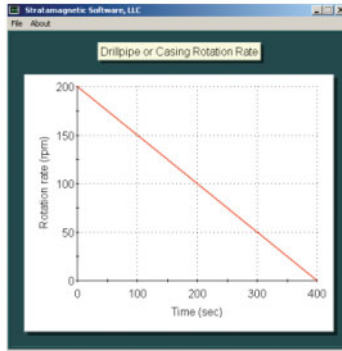 Stratamagnetic Software, LLC
File About
Drillpipe or Casing Rotation Rate
Rotation rate (rpm)
200
150
100
50
0
0 100 200 300 400
Time (sec)